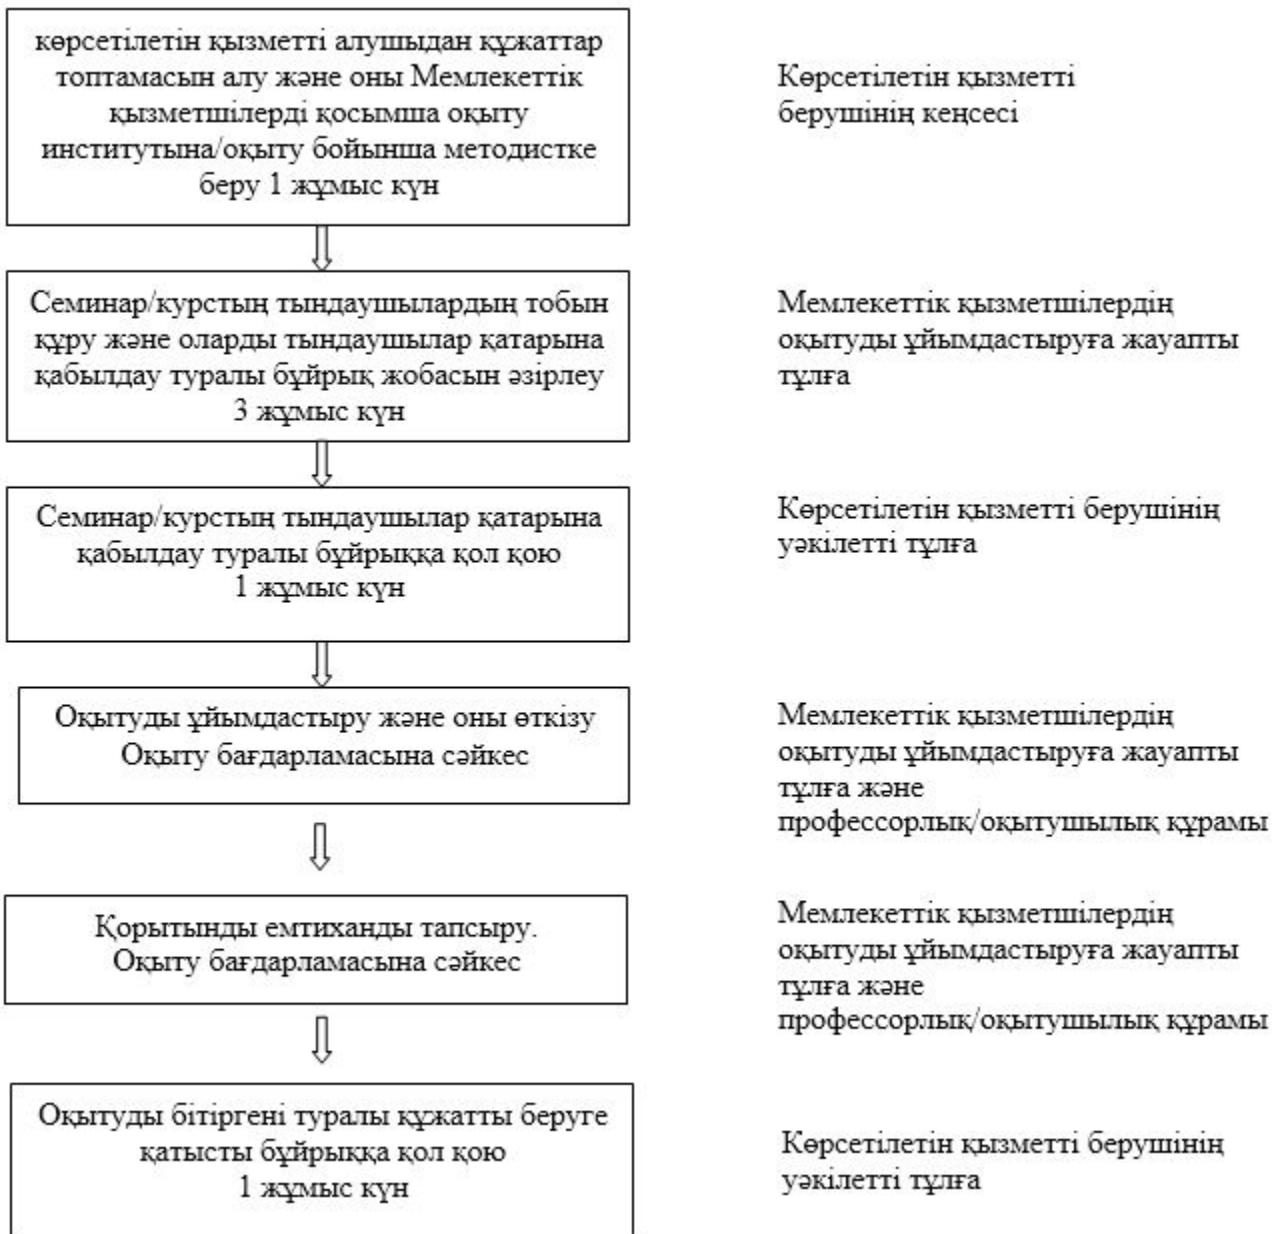 көрсетілетін қызметті алушыдан құжаттар
топтамасын алу және оны Мемлекеттік
қызметшілерді қосымша оқыту
институтына/оқыту бойынша методистке
беру 1 жұмыс күн
Көрсетілетін қызметті
берушінің кеңсесі
Семинар/курстың тындаушылардың тобын
құру және оларды тындаушылар қатарына
қабылдау туралы бұйрық жобасын әзірлеу
3 жұмыс күн
Мемлекеттік қызметшілердің
оқытуды ұйымдастыруға жауапты
тұлға
Семинар/курстың тындаушылар қатарына
қабылдау туралы бұйрыққа қол қою
1 жұмыс күн
Көрсетілетін қызметті берушінің
уәкілетті тұлға
Оқытуды ұйымдастыру және оны өткізу
Оқыту бағдарламасына сәйкес
Мемлекеттік қызметшілердің
оқытуды ұйымдастыруға жауапты
тұлға және
профессорлық/оқытушылық құрамы
Қорытынды емтиханды тапсыру.
Оқыту бағдарламасына сәйкес
Мемлекеттік қызметшілердің
оқытуды ұйымдастыруға жауапты
тұлға және
профессорлық/оқытушылық құрамы
Оқытуды бітіргені туралы құжатты беруге
қатысты бұйрыққа қол қою
1 жұмыс күн
Көрсетілетін қызметті берушінің
уәкілетті тұлға